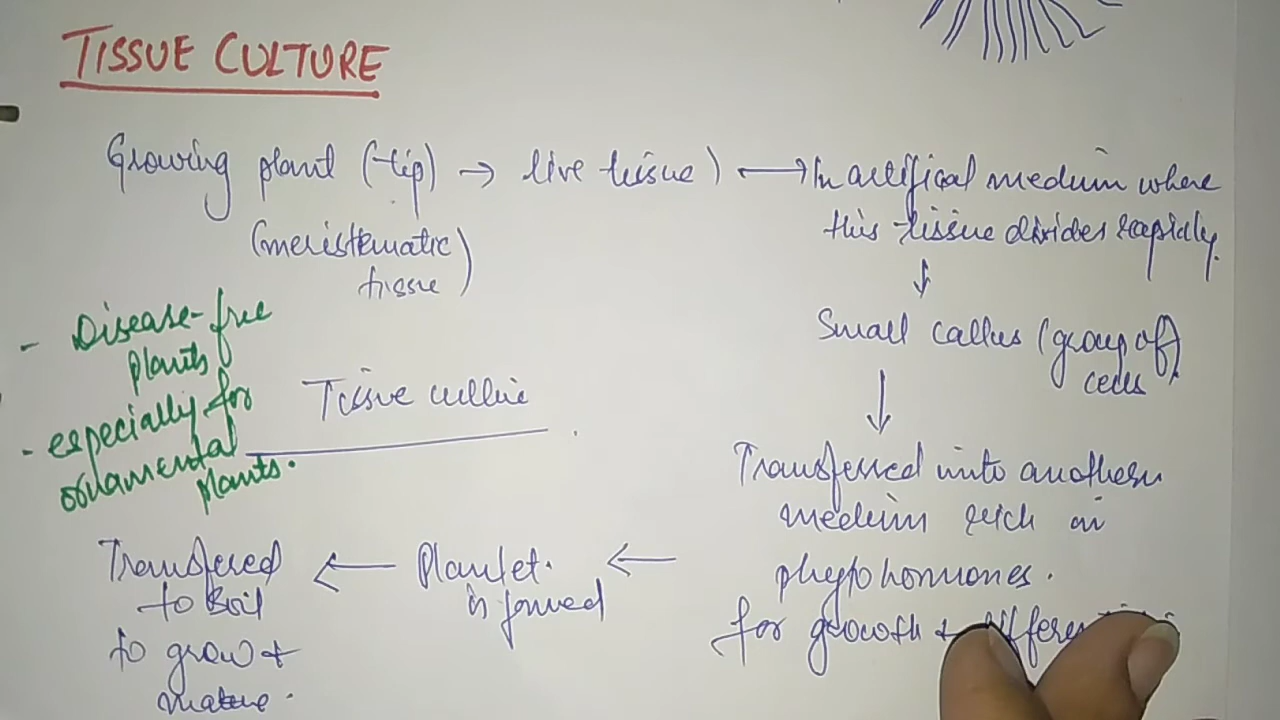 TISSUE CULTURE
Growing plant (tip) → live tissue) → In artifical medium where
this tissue divides rapidly.
(meristematic
tissue)
↓
Small callus (group of)
cells
↓
Transferred into another
medium rich in
phytohormones.
for growth +
←
Planlet.
is formed
←
Transfered
to soil
to grow +
mature.
Tissue culture
- Disease-free
plants
- especially for
ornamental
plants.